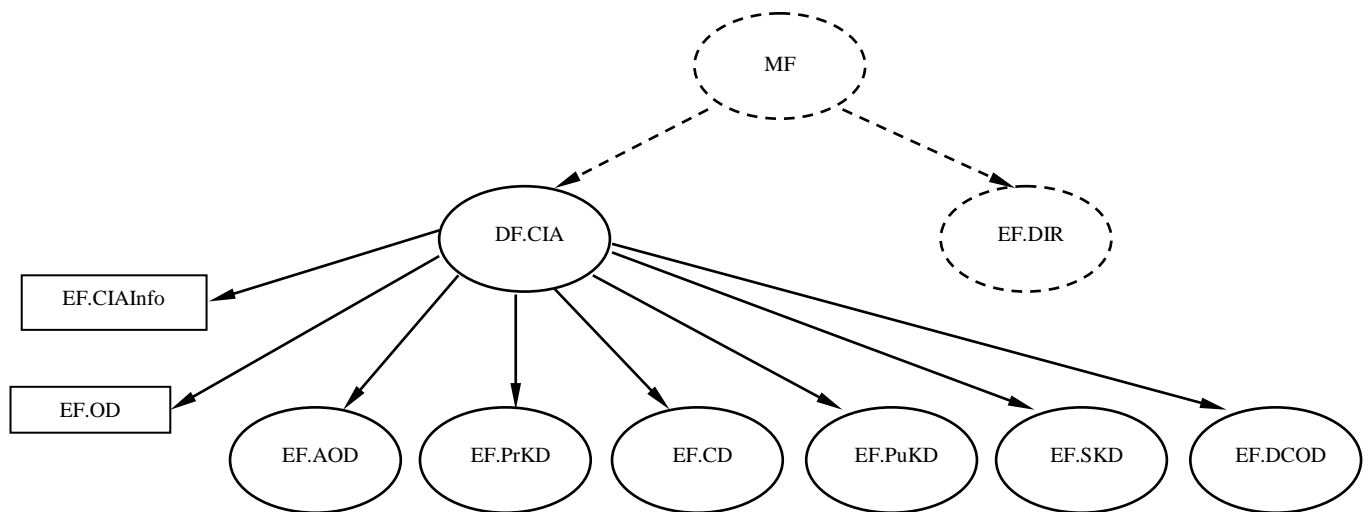 MF
DF.CIA
EF.DIR
EF.CIAInfo
EF.OD
EF.AOD
EF.PrKD
EF.CD
EF.PuKD
EF.SKD
EF.DCOD